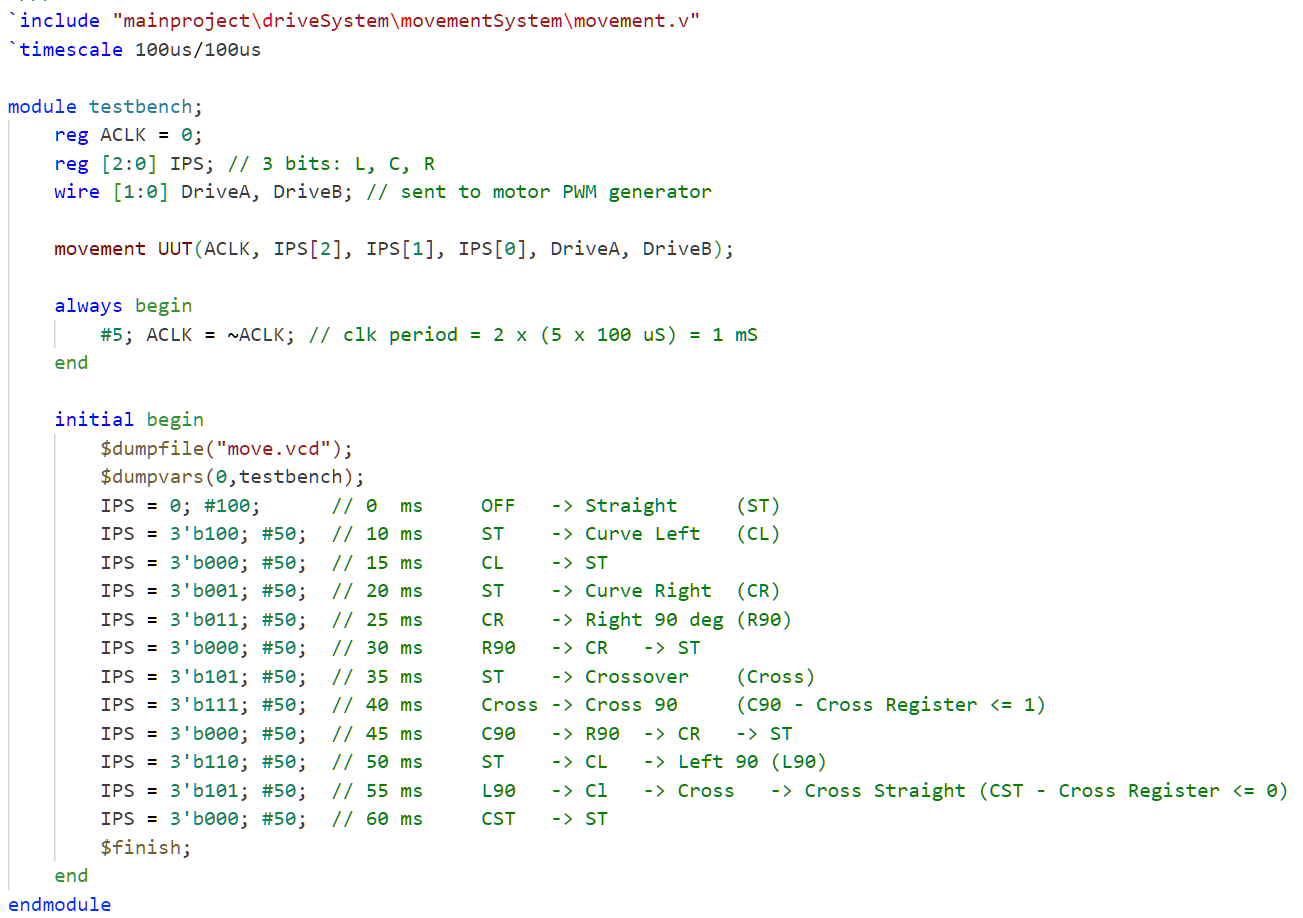 `include "mainproject\driveSystem\movementSystem\movement.v"
`timescale 100us/100us

module testbench;
    reg ACLK = 0;
    reg [2:0] IPS; // 3 bits: L, C, R
    wire [1:0] DriveA, DriveB; // sent to motor PWM generator

    movement UUT(ACLK, IPS[2], IPS[1], IPS[0], DriveA, DriveB);

    always begin
        #5; ACLK = ~ACLK; // clk period = 2 x (5 x 100 uS) = 1 mS
    end

    initial begin
        $dumpfile("move.vcd");
        $dumpvars(0,testbench);
        IPS = 0; #100;      // 0  ms     OFF   -> Straight     (ST)
        IPS = 3'b100; #50;  // 10 ms     ST    -> Curve Left   (CL)
        IPS = 3'b000; #50;  // 15 ms     CL    -> ST
        IPS = 3'b001; #50;  // 20 ms     ST    -> Curve Right  (CR)
        IPS = 3'b011; #50;  // 25 ms     CR    -> Right 90 deg (R90)
        IPS = 3'b000; #50;  // 30 ms     R90   -> CR   -> ST
        IPS = 3'b101; #50;  // 35 ms     ST    -> Crossover    (Cross)
        IPS = 3'b111; #50;  // 40 ms     Cross -> Cross 90     (C90 - Cross Register <= 1)
        IPS = 3'b000; #50;  // 45 ms     C90   -> R90  -> CR   -> ST
        IPS = 3'b110; #50;  // 50 ms     ST    -> CL   -> Left 90 (L90)
        IPS = 3'b101; #50;  // 55 ms     L90   -> Cl   -> Cross   -> Cross Straight (CST - Cross Register <= 0)
        IPS = 3'b000; #50;  // 60 ms     CST   -> ST
        $finish;
    end
endmodule